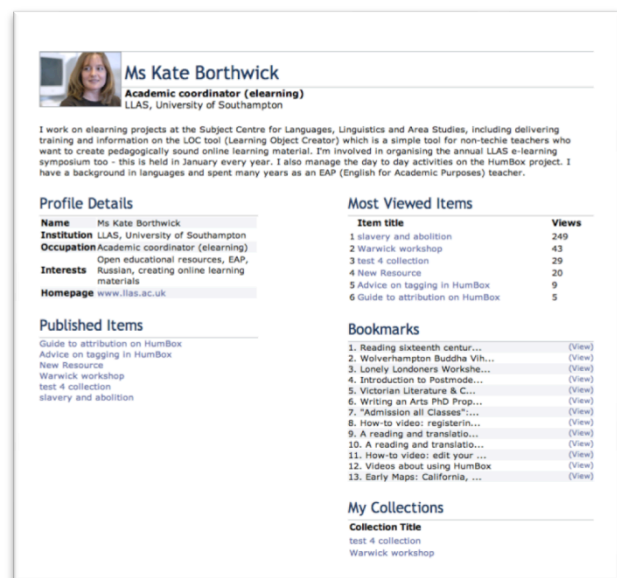 Ms Kate Borthwick
Academic coordinator (elearning)
LLAS, University of Southampton
I work on elearning projects at the Subject Centre for Languages, Linguistics and Area Studies, including delivering
training and information on the LOC tool (Learning Object Creator) which is a simple tool for non-techie teachers who
want to create pedagogically sound online learning material. I'm involved in organising the annual LLAS e-learning
symposium too - this is held in January every year. I also manage the day to day activities on the HumBox project. I
have a background in languages and spent many years as an EAP (English for Academic Purposes) teacher.
Profile Details
Name Ms Kate Borthwick
Institution LLAS, University of Southampton
Occupation Academic coordinator (elearning)
Interests Open educational resources, EAP,
Russian, creating online learning
materials
Homepage www.llas.ac.uk
Published Items
Guide to attribution on HumBox
Advice on tagging in HumBox
New Resource
Warwick workshop
test 4 collection
slavery and abolition
Most Viewed Items
Item title Views
1 slavery and abolition 249
2 Warwick workshop 43
3 test 4 collection 29
4 New Resource 20
5 Advice on tagging in HumBox 9
6 Guide to attribution on HumBox 5
Bookmarks
1. Reading sixteenth centur... (View)
2. Wolverhampton Buddha Vih... (View)
3. Lonely Londoners Workshe... (View)
4. Introduction to Postmode... (View)
5. Victorian Literature & C... (View)
6. Writing an Arts PhD Prop... (View)
7. "Admission all Classes":... (View)
8. How-to video: registerin... (View)
9. A reading and translatio... (View)
10. A reading and translatio... (View)
11. How-to video: edit your ... (View)
12. Videos about using HumBox (View)
13. Early Maps: California, ... (View)
My Collections
Collection Title
test 4 collection
Warwick workshop